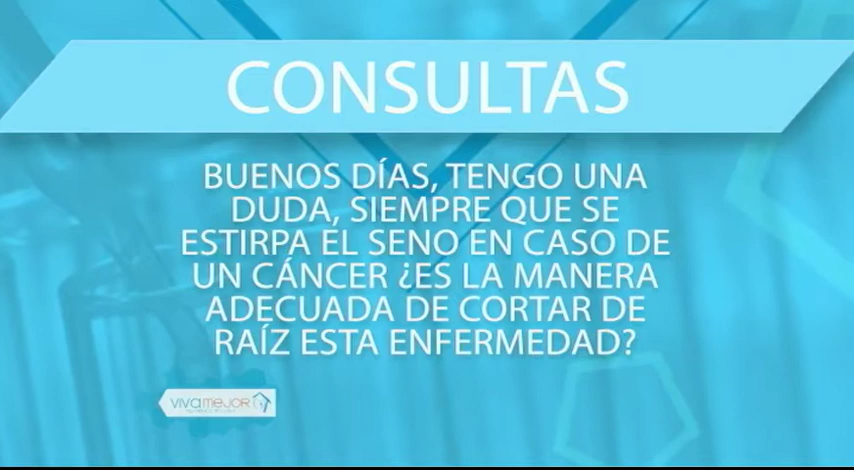 CONSULTAS
BUENOS DÍAS, TENGO UNA
DUDA, SIEMPRE QUE SE
ESTIRPA EL SENO EN CASO DE
UN CÁNCER ¿ES LA MANERA
ADECUADA DE CORTAR DE
RAÍZ ESTA ENFERMEDAD?
vivamejor